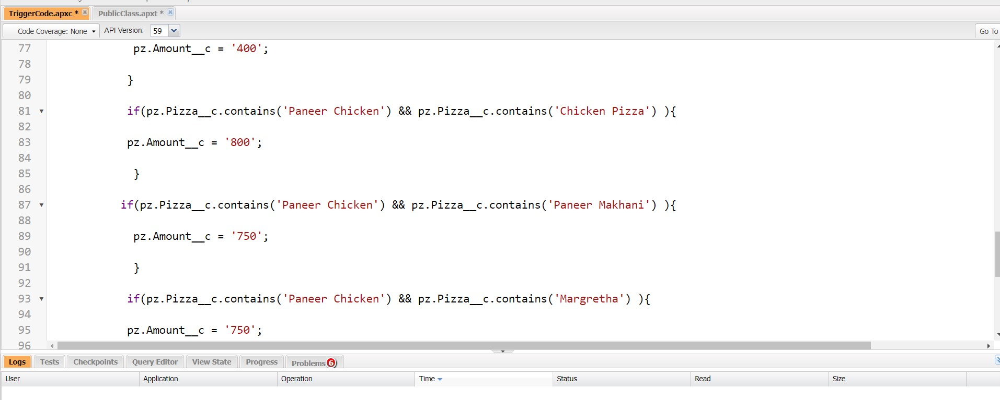 TriggerCode.apxc * PublicClass.apxt *
Code Coverage: None API Version: 59 Go To
77 pz.Amount__c = '400';
78
79 }
80
81 if(pz.Pizza__c.contains('Paneer Chicken') && pz.Pizza__c.contains('Chicken Pizza') ){
82
83 pz.Amount__c = '800';
84
85 }
86
87 if(pz.Pizza__c.contains('Paneer Chicken') && pz.Pizza__c.contains('Paneer Makhani') ){
88
89 pz.Amount__c = '750';
90
91 }
92
93 if(pz.Pizza__c.contains('Paneer Chicken') && pz.Pizza__c.contains('Margretha') ){
94
95 pz.Amount__c = '750';
96
Logs Tests Checkpoints Query Editor View State Progress Problems 6
User Application Operation Time Status Read Size